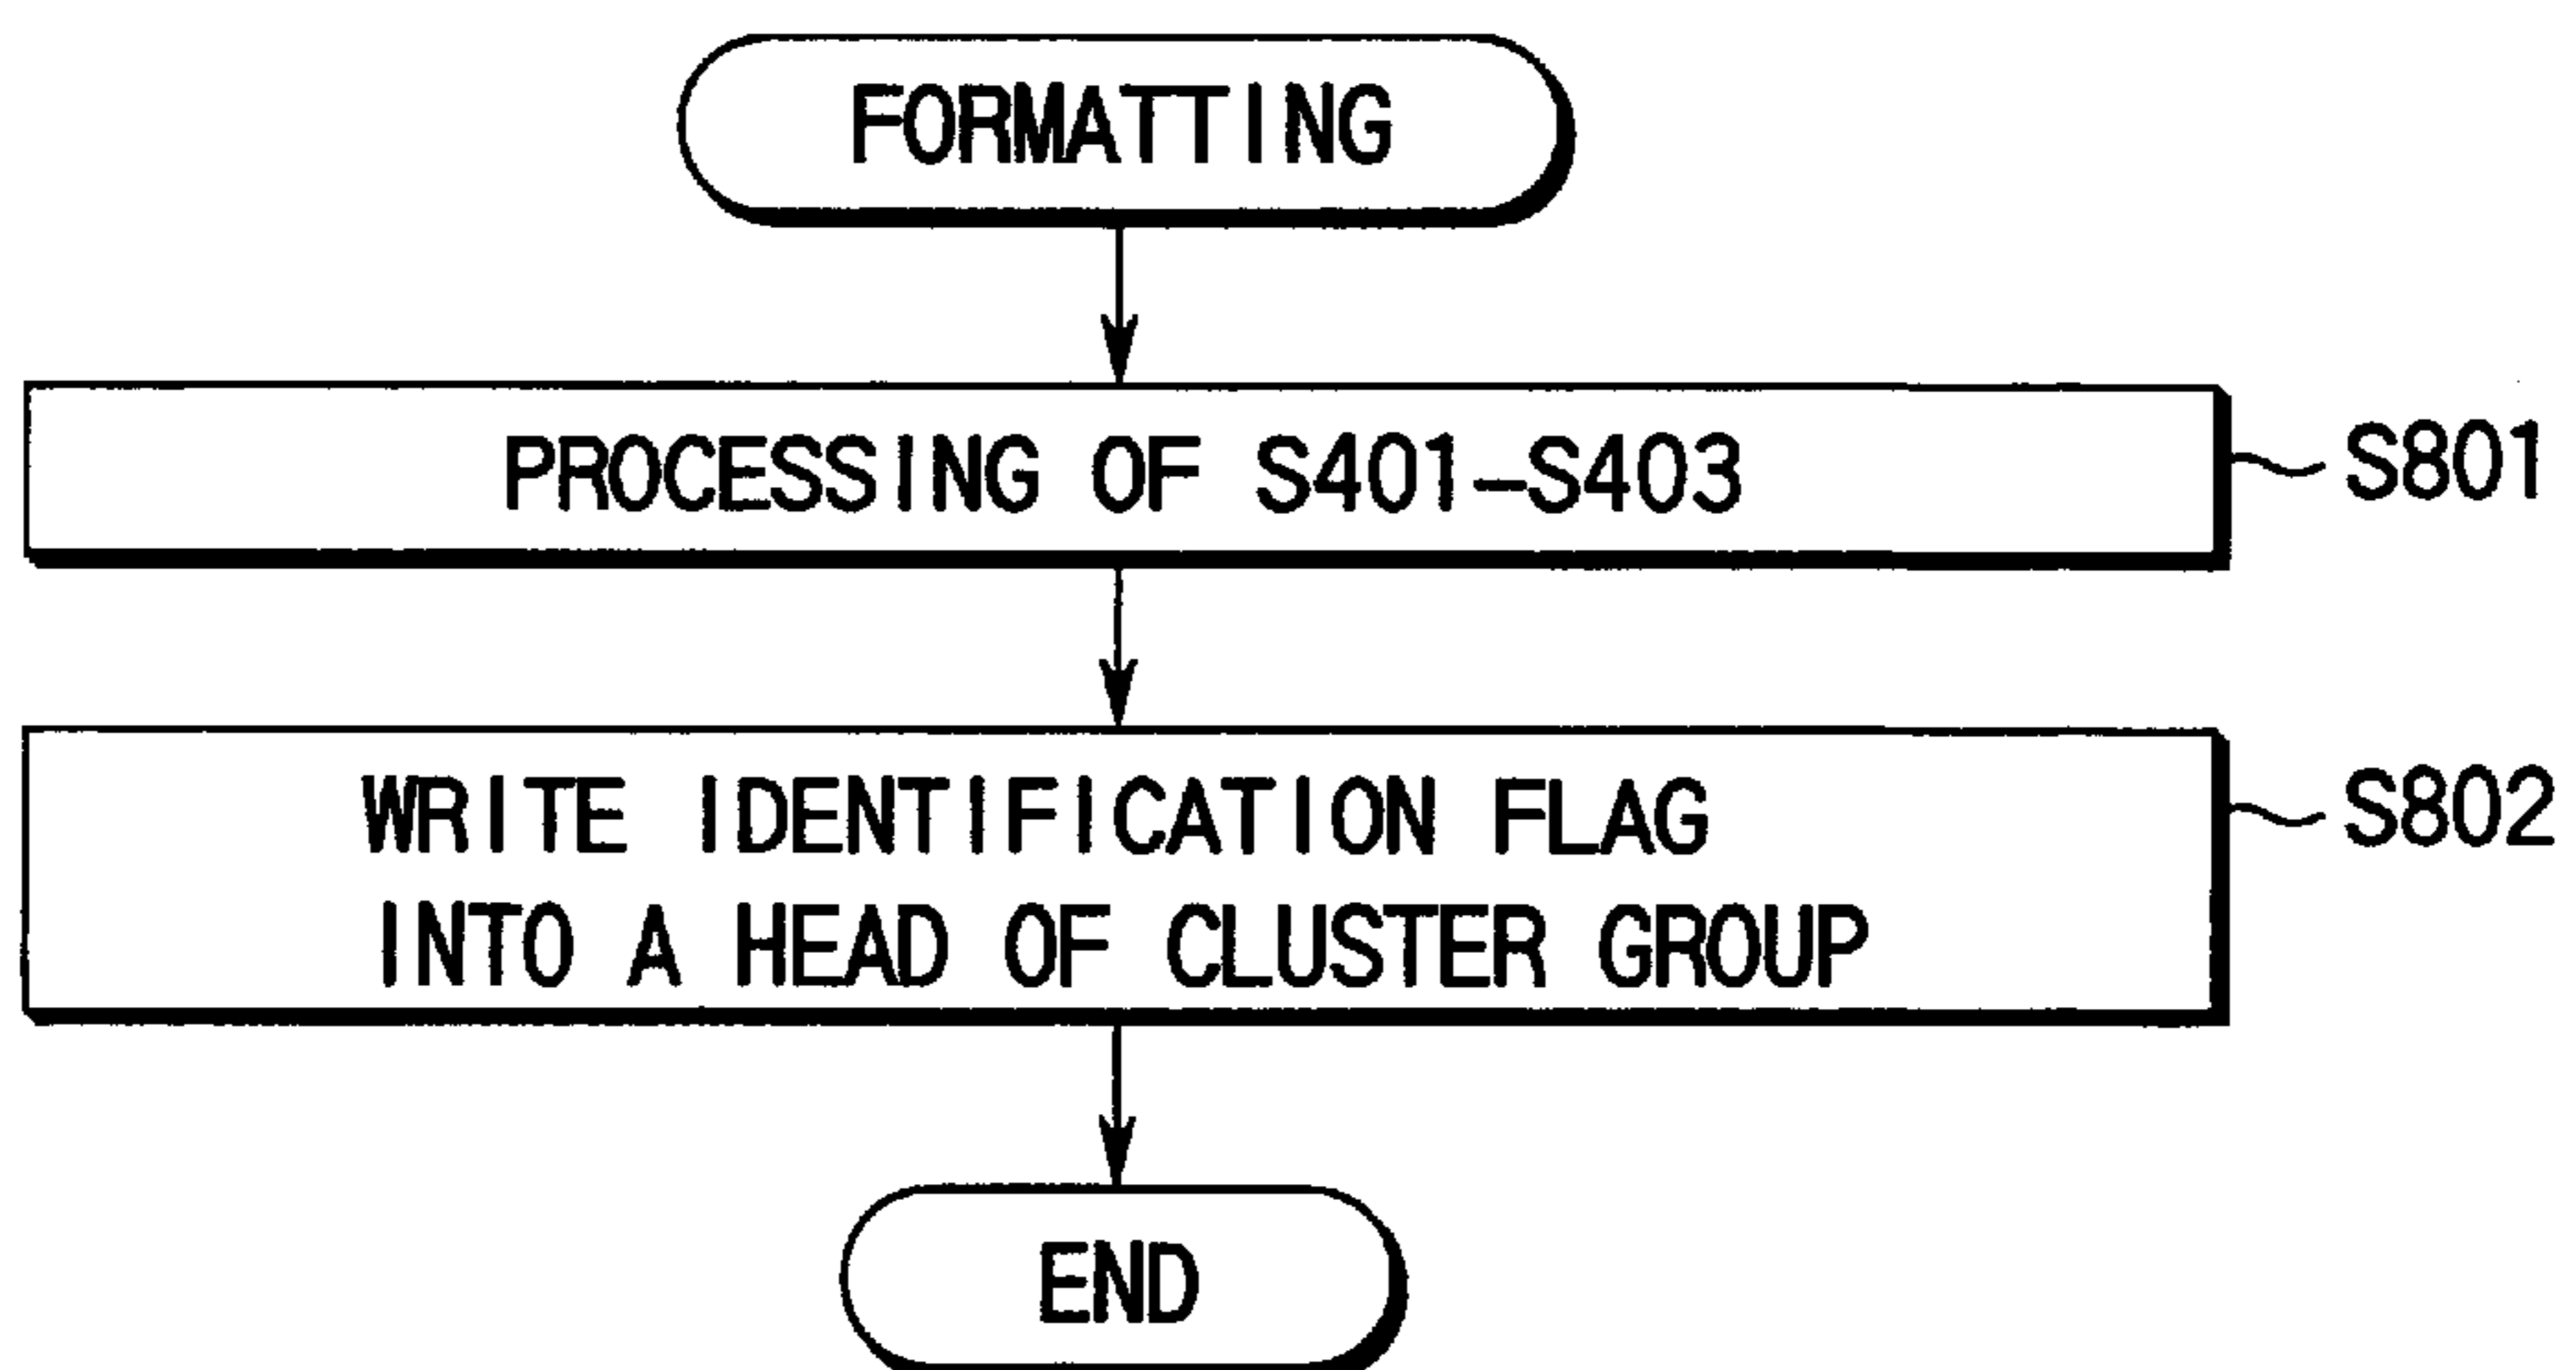 FORMATTING
PROCESSING OF S401-S403
S801
WRITE IDENTIFICATION FLAG
INTO A HEAD OF CLUSTER GROUP
S802
END